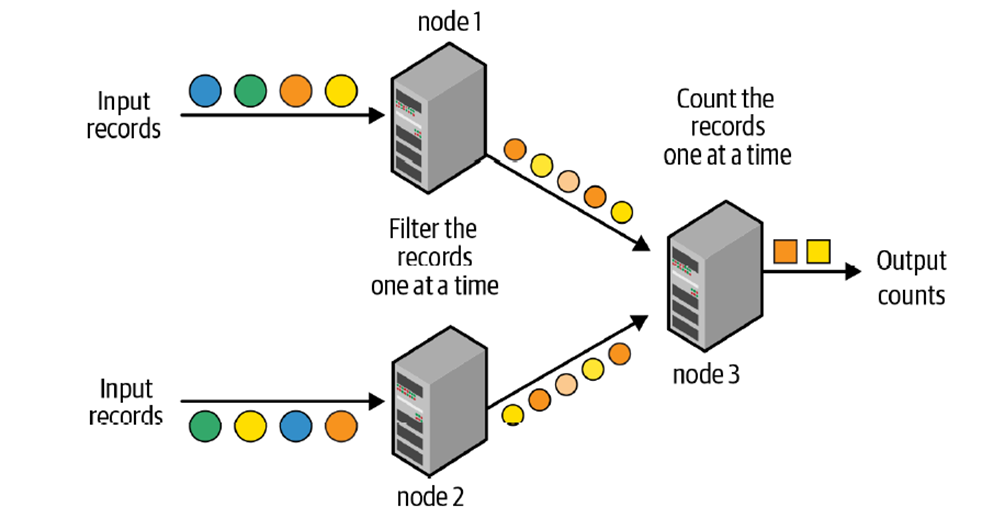 node 1
Input
records
Count the
records
one at a time
Filter the
records
one at a time
Output
counts
node 3
Input
records
node 2